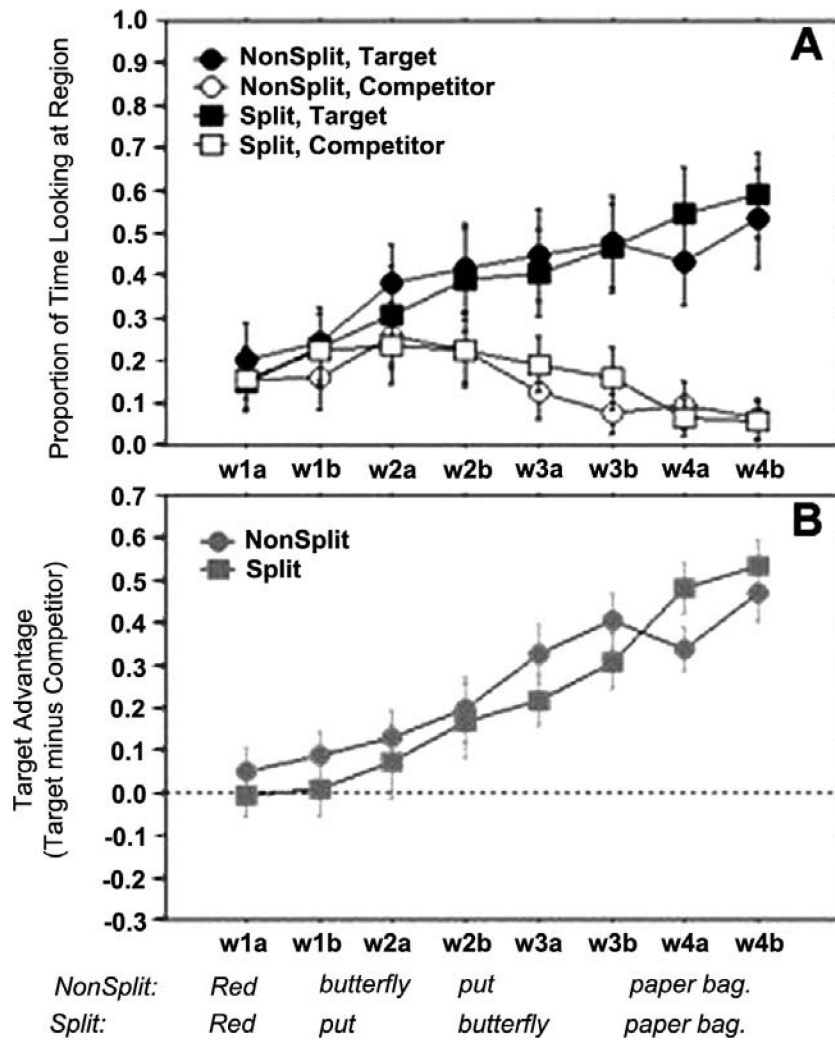 A
NonSplit, Target
NonSplit, Competitor
Split, Target
Split, Competitor
Proportion of Time Looking at Region
1.0
0.9
0.8
0.7
0.6
0.5
0.4
0.3
0.2
0.1
0.0
w1a w1b w2a w2b w3a w3b w4a w4b
B
NonSplit
Split
Target Advantage
(Target minus Competitor)
0.7
0.6
0.5
0.4
0.3
0.2
0.1
0.0
-0.1
-0.2
-0.3
w1a w1b w2a w2b w3a w3b w4a w4b
NonSplit: Red butterfly put paper bag.
Split: Red put butterfly paper bag.